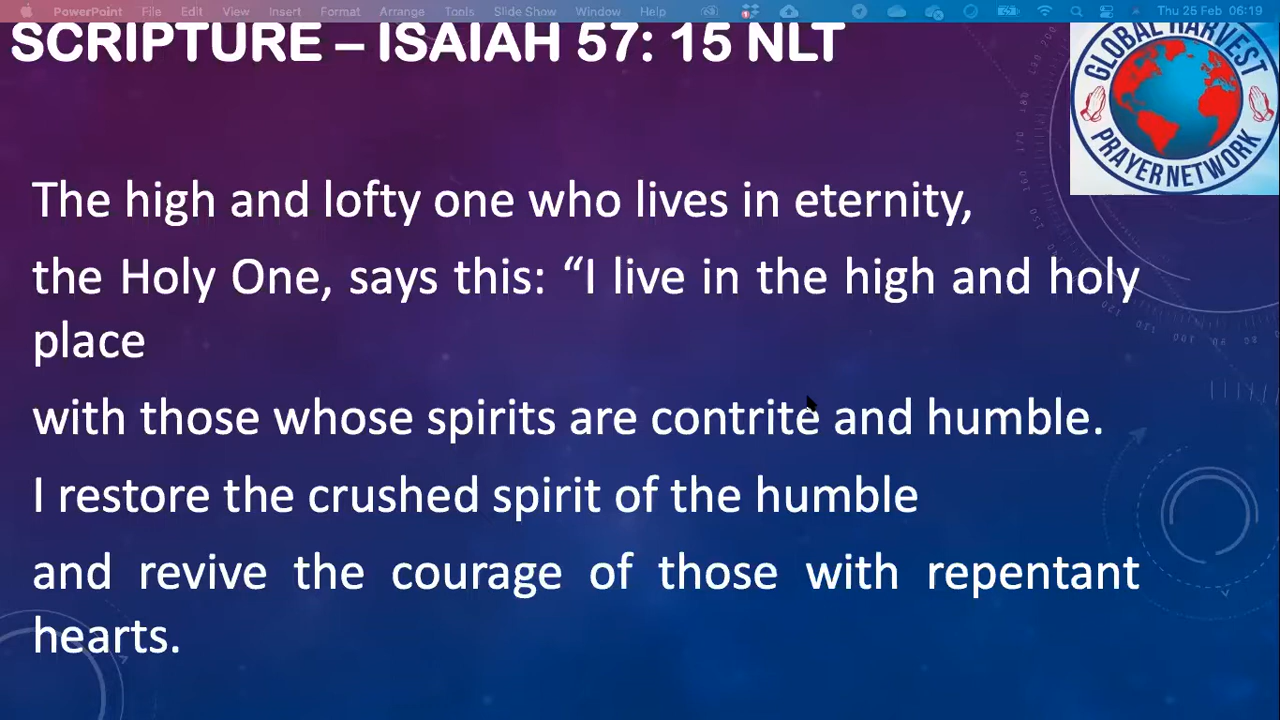 PowerPoint File Edit View Insert Format Arrange Tools Slide Show Window Help Thu 25 Feb 06:19
SCRIPTURE – ISAIAH 57: 15 NLT
GLOBAL HARVEST
PRAYER NETWORK
The high and lofty one who lives in eternity,
the Holy One, says this: “I live in the high and holy
place
with those whose spirits are contrite and humble.
I restore the crushed spirit of the humble
and revive the courage of those with repentant
hearts.